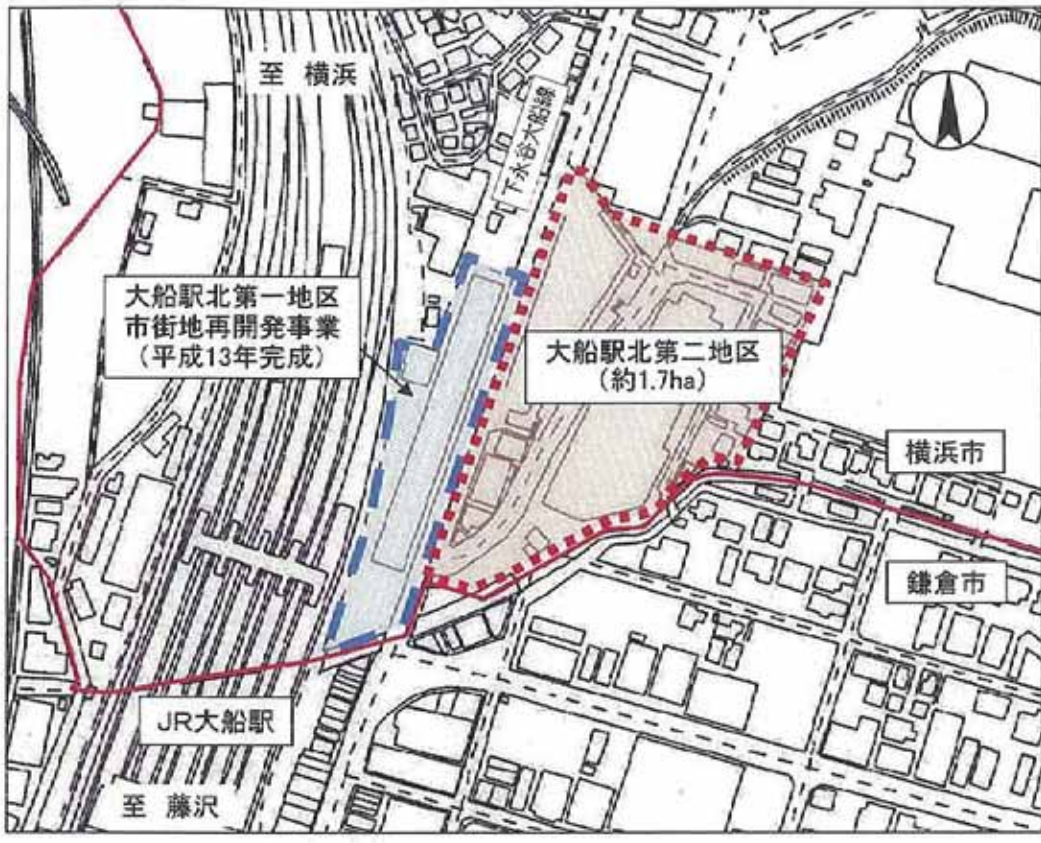 至 横浜
下永谷大船線
大船駅北第一地区
市街地再開発事業
（平成13年完成）
大船駅北第二地区
（約1.7ha）
横浜市
鎌倉市
JR大船駅
至 藤沢